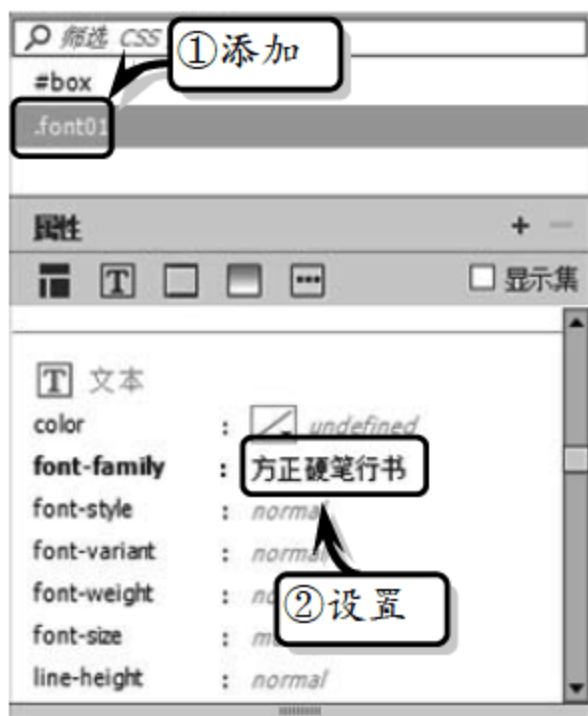 筛选 CSS
①添加
#box
.font01
属性
显示集
T 文本
color : undefined
font-family : 方正硬笔行书
font-style : normal
font-variant : normal
font-weight :
②设置
font-size :
line-height : normal